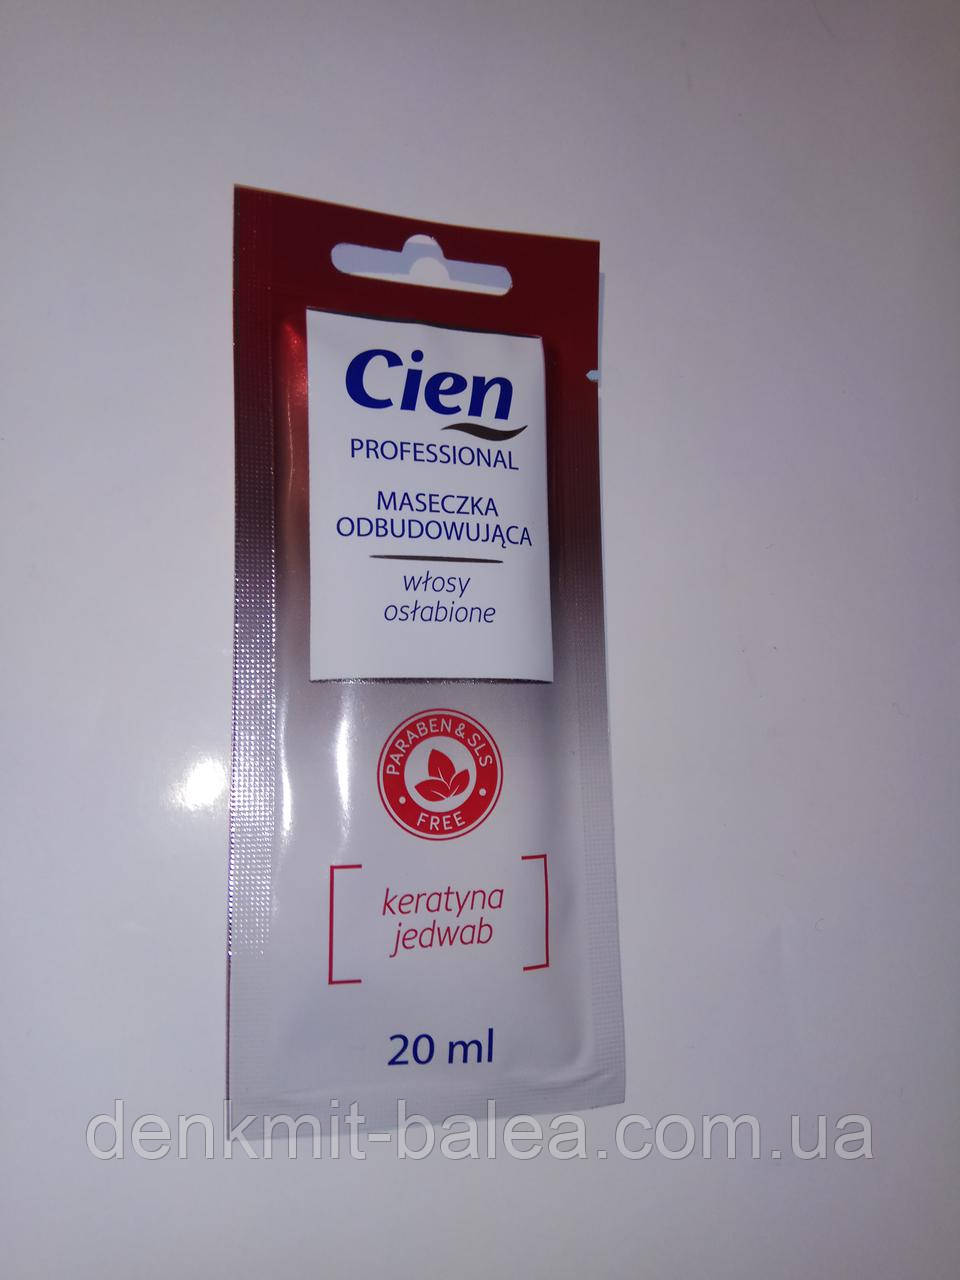 Cien
PROFESSIONAL
MASECZKA
ODBUDOWUJĄCA
włosy
osłabione
PARABEN & SLS
FREE
keratyna
jedwab
20 ml
denkmit-balea.com.ua